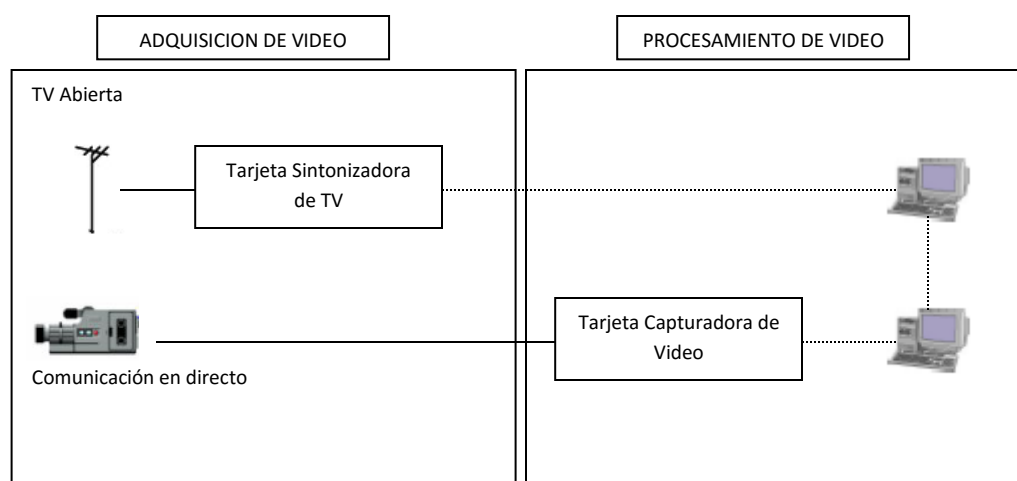 ADQUISICION DE VIDEO
PROCESAMIENTO DE VIDEO
TV Abierta
Tarjeta Sintonizadora
de TV
Tarjeta Capturadora de
Video
Comunicación en directo